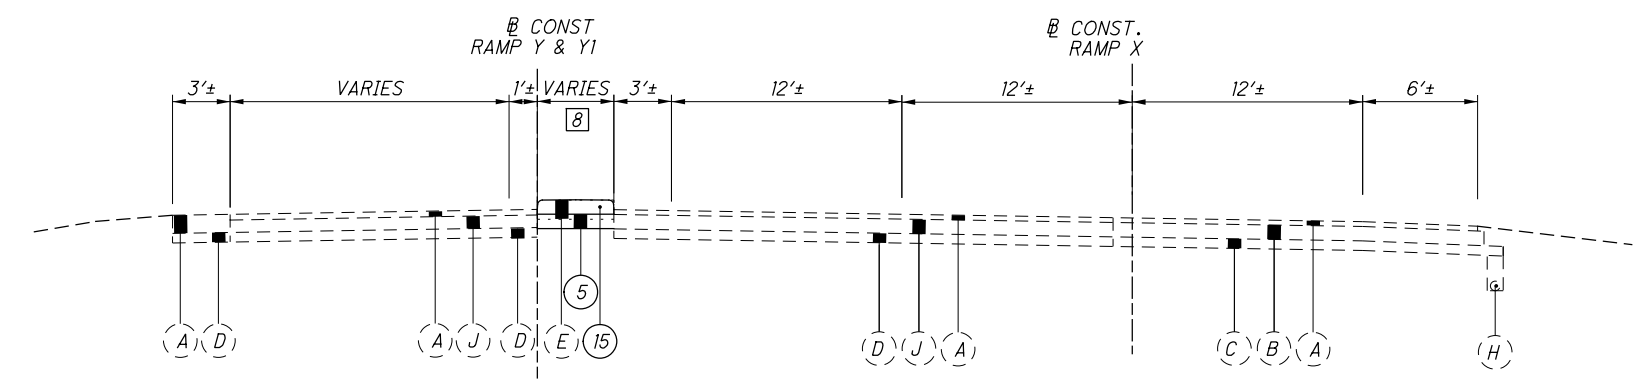 ℄ CONST
RAMP Y & Y1
℄ CONST.
RAMP X
3'± VARIES 1'± VARIES 3'± 12'± 12'± 12'± 6'±
8
5
A D A J D E 15 D J A C B A H